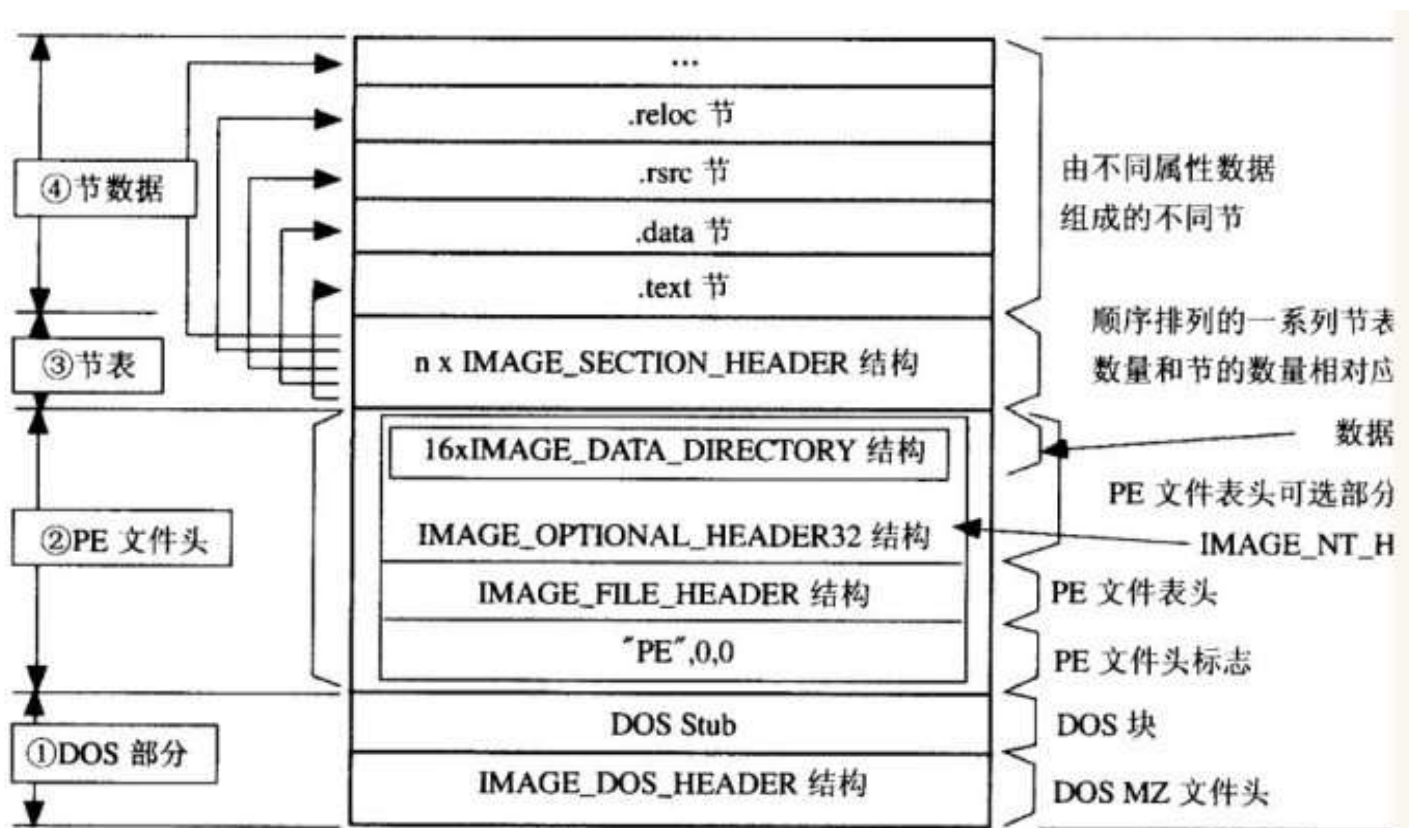 ...
.reloc 节
.rsrc 节
④节数据
由不同属性数据
组成的不同节
.data 节
.text 节
顺序排列的一系列节表
数量和节的数量相对应
③节表
n x IMAGE_SECTION_HEADER 结构
数据
16xIMAGE_DATA_DIRECTORY 结构
PE 文件表头可选部分
②PE 文件头
IMAGE_OPTIONAL_HEADER32 结构
IMAGE_NT_H
IMAGE_FILE_HEADER 结构
PE 文件表头
"PE",0,0
PE 文件头标志
DOS Stub
DOS 块
①DOS 部分
IMAGE_DOS_HEADER 结构
DOS MZ 文件头